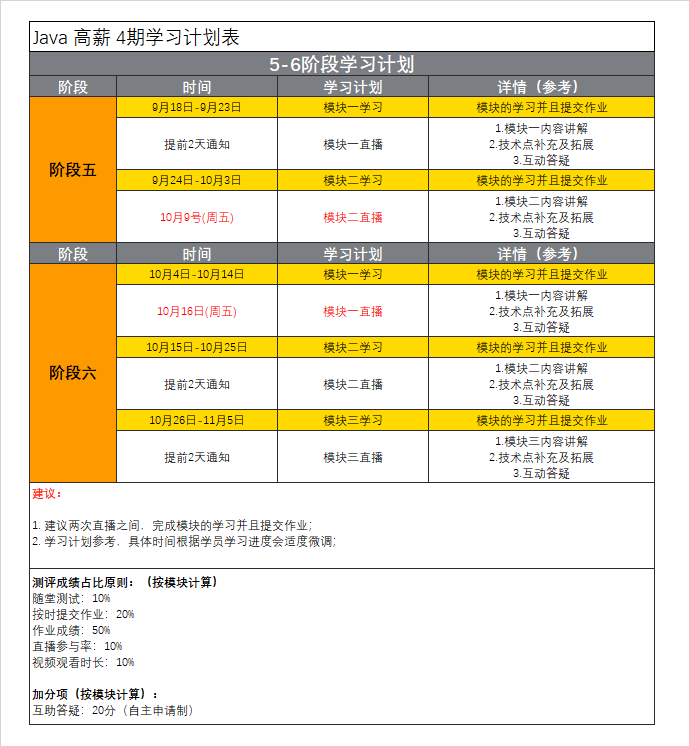 Java 高薪 4期学习计划表
5-6阶段学习计划
阶段 时间 学习计划 详情（参考）
阶段五
9月18日-9月23日 模块一学习 模块的学习并且提交作业
提前2天通知 模块一直播
1.模块一内容讲解
2.技术点补充及拓展
3.互动答疑
9月24日-10月3日 模块二学习 模块的学习并且提交作业
10月9号(周五) 模块二直播
1.模块二内容讲解
2.技术点补充及拓展
3.互动答疑
阶段 时间 学习计划 详情（参考）
阶段六
10月4日-10月14日 模块一学习 模块的学习并且提交作业
10月16日(周五) 模块一直播
1.模块一内容讲解
2.技术点补充及拓展
3.互动答疑
10月15日-10月25日 模块二学习 模块的学习并且提交作业
提前2天通知 模块二直播
1.模块二内容讲解
2.技术点补充及拓展
3.互动答疑
10月26日-11月5日 模块三学习 模块的学习并且提交作业
提前2天通知 模块三直播
1.模块三内容讲解
2.技术点补充及拓展
3.互动答疑
建议：
1. 建议两次直播之间，完成模块的学习并且提交作业；
2. 学习计划参考，具体时间根据学员学习进度会适度微调；
测评成绩占比原则：（按模块计算）
随堂测试：10%
按时提交作业：20%
作业成绩：50%
直播参与率：10%
视频观看时长：10%
加分项（按模块计算）：
互助答疑：20分（自主申请制）